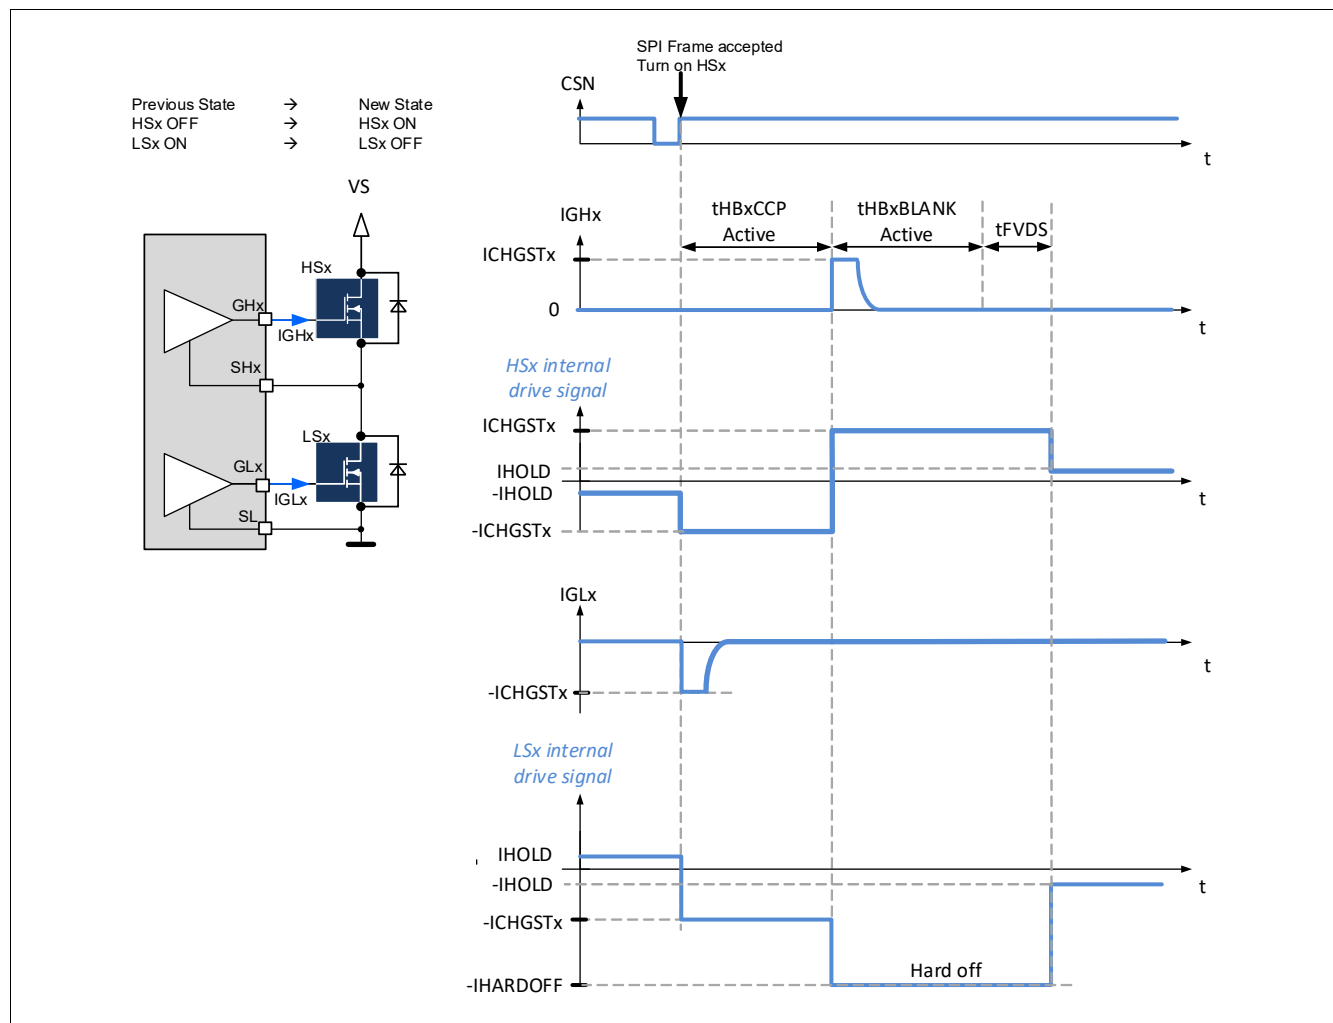 SPI Frame accepted
Turn on HSx
Previous State → New State
HSx OFF → HSx ON
LSx ON → LSx OFF
CSN
t
VS
HSx
GHx
IGHx
SHx
LSx
GLx
IGLx
SL
IGHx
tHBxCCP
Active
tHBxBLANK
Active
tFVDS
ICHGSTx
0
t
HSx internal
drive signal
ICHGSTx
IHOLD
-IHOLD
-ICHGSTx
t
IGLx
-ICHGSTx
t
LSx internal
drive signal
IHOLD
-IHOLD
t
-ICHGSTx
Hard off
-IHARDOFF